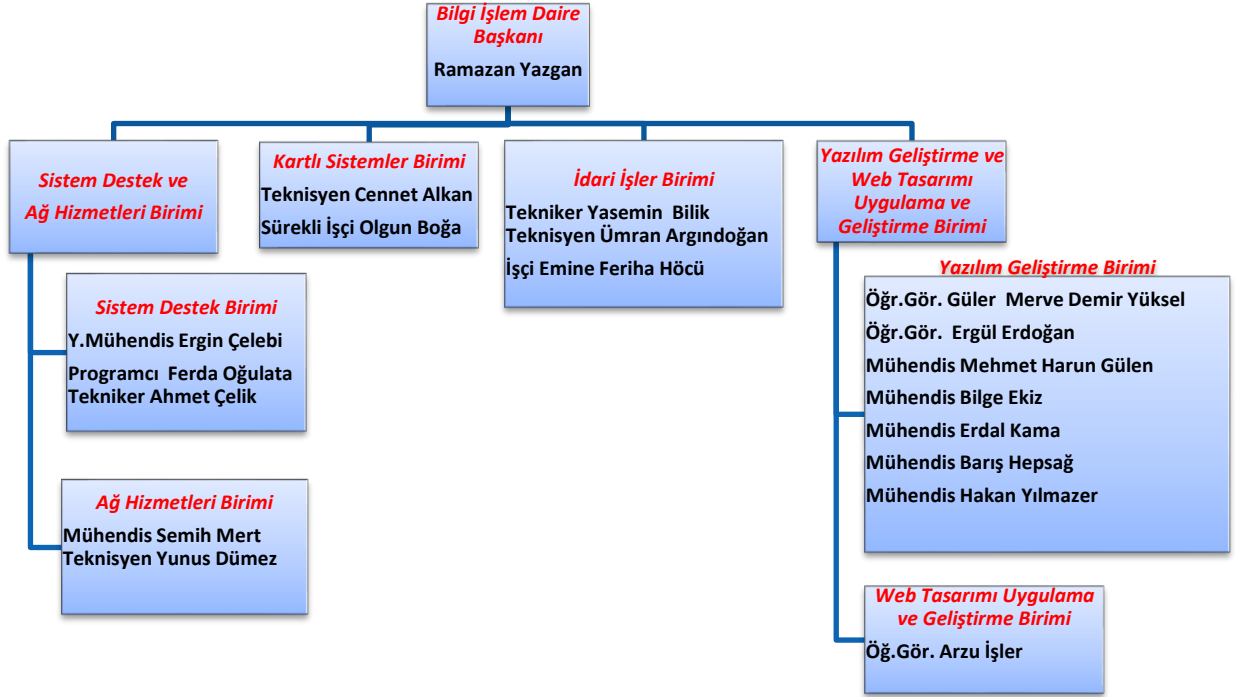 Bilgi İşlem Daire
Başkanı
Ramazan Yazgan
Sistem Destek ve
Ağ Hizmetleri Birimi
Sistem Destek Birimi
Y.Mühendis Ergin Çelebi
Programcı Ferda Oğulata
Tekniker Ahmet Çelik
Ağ Hizmetleri Birimi
Mühendis Semih Mert
Teknisyen Yunus Dümez
Kartlı Sistemler Birimi
Teknisyen Cennet Alkan
Sürekli İşçi Olgun Boğa
İdari İşler Birimi
Tekniker Yasemin Bilik
Teknisyen Ümran Argındoğan
İşçi Emine Feriha Höcü
Yazılım Geliştirme ve
Web Tasarımı
Uygulama ve
Geliştirme Birimi
Yazılım Geliştirme Birimi
Öğr.Gör. Güler Merve Demir Yüksel
Öğr.Gör. Ergül Erdoğan
Mühendis Mehmet Harun Gülen
Mühendis Bilge Ekiz
Mühendis Erdal Kama
Mühendis Barış Hepsağ
Mühendis Hakan Yılmazer
Web Tasarımı Uygulama
ve Geliştirme Birimi
Öğ.Gör. Arzu İşler